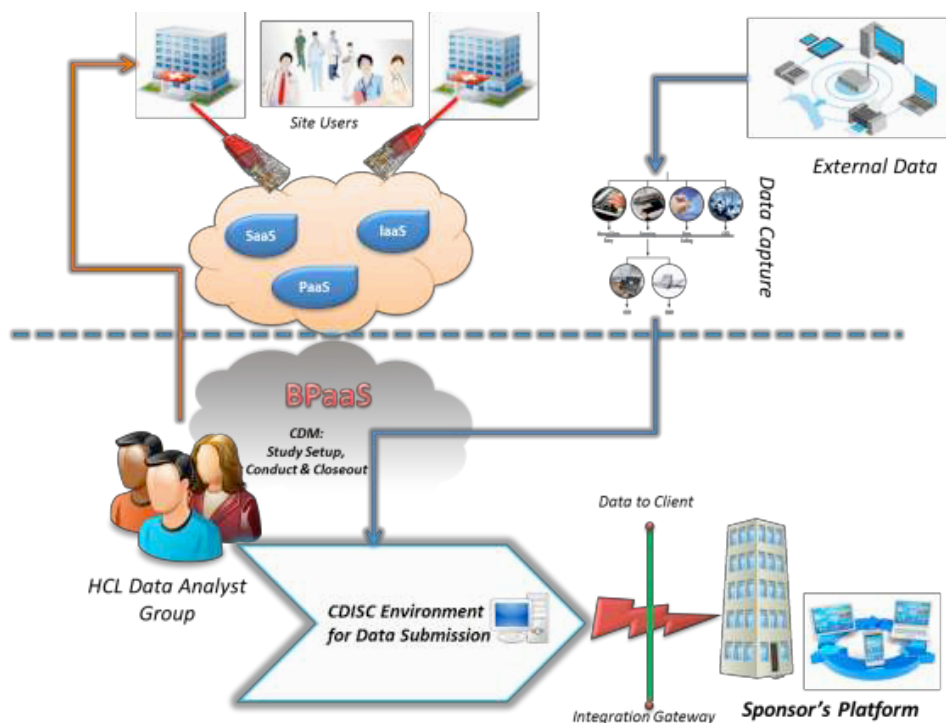 Site Users
External Data
SaaS
IaaS
PaaS
Data Capture
BPaaS
CDM:
Study Setup,
Conduct & Closeout
HCL Data Analyst
Group
CDISC Environment
for Data Submission
Data to Client
Integration Gateway
Sponsor's Platform